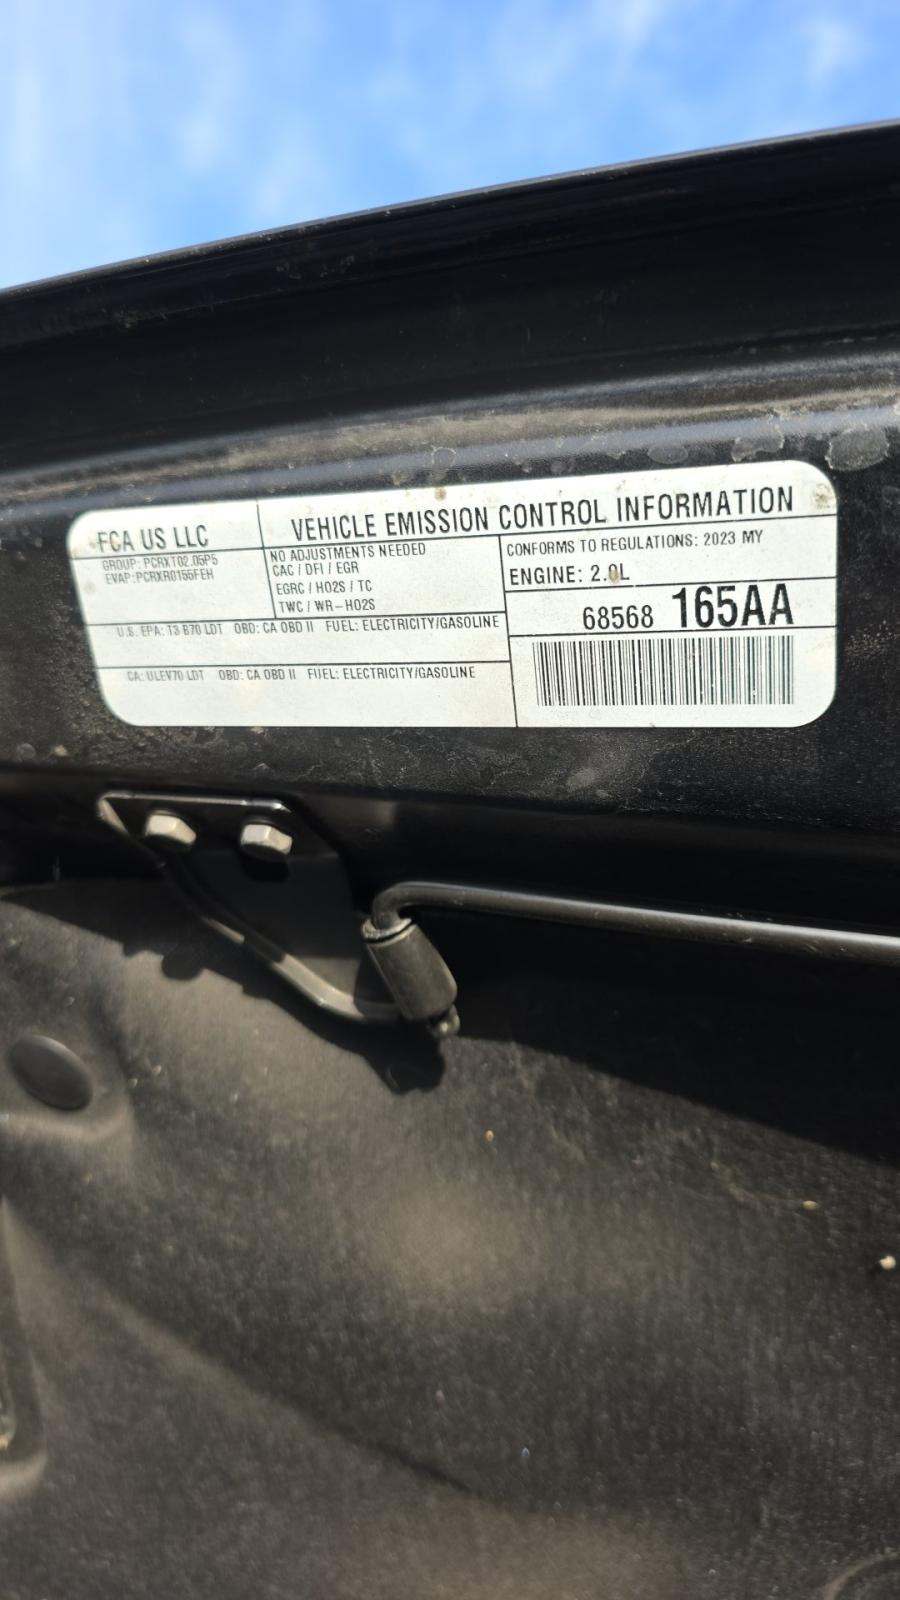 FCA US LLC
VEHICLE EMISSION CONTROL INFORMATION
GROUP: PCRXT02.05P5
EVAP: PCRXR0155FEH
NO ADJUSTMENTS NEEDED
CAC / DFI / EGR
EGRC / HO2S / TC
TWC / WR-HO2S
CONFORMS TO REGULATIONS: 2023 MY
ENGINE: 2.0L
68568 165AA
U.S. EPA: T3 B70 LDT OBD: CA OBD II FUEL: ELECTRICITY/GASOLINE
CA: ULEV70 LDT OBD: CA OBD II FUEL: ELECTRICITY/GASOLINE